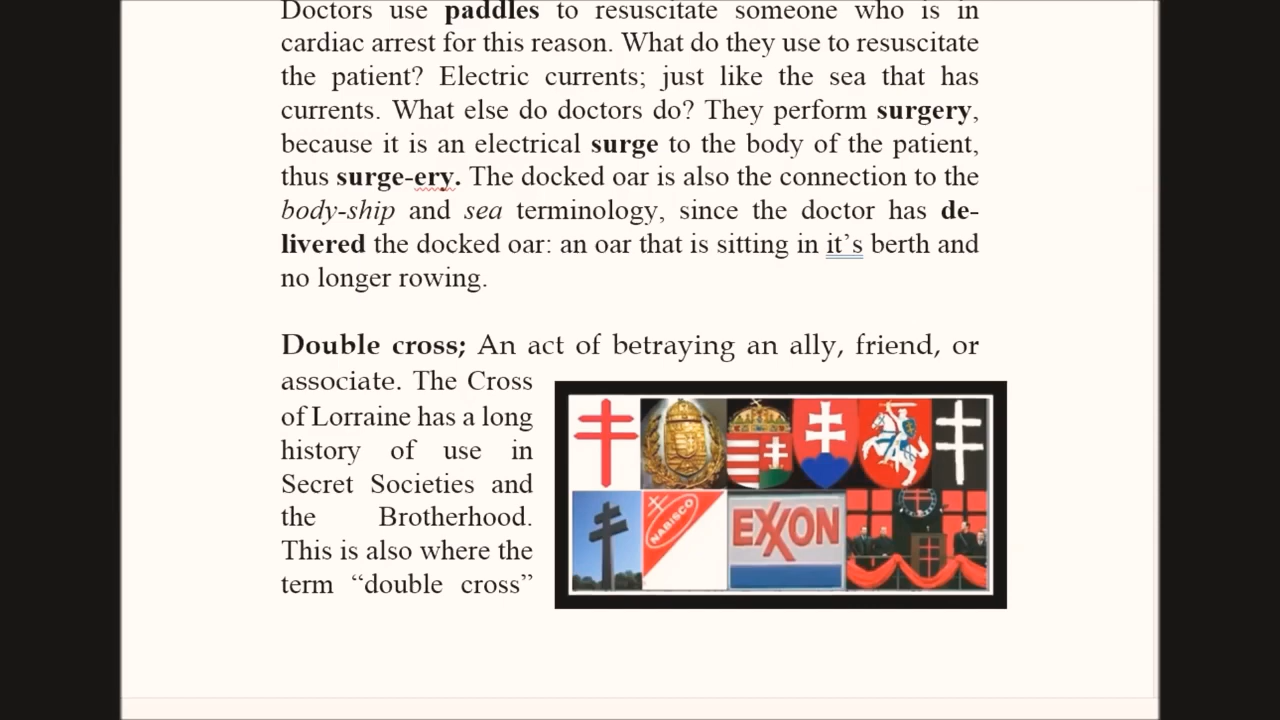 Doctors use paddles to resuscitate someone who is in
cardiac arrest for this reason. What do they use to resuscitate
the patient? Electric currents; just like the sea that has
currents. What else do doctors do? They perform surgery,
because it is an electrical surge to the body of the patient,
thus surge-ery. The docked oar is also the connection to the
body-ship and sea terminology, since the doctor has de-
livered the docked oar: an oar that is sitting in it’s berth and
no longer rowing.
Double cross; An act of betraying an ally, friend, or
associate. The Cross
of Lorraine has a long
history of use in
Secret Societies and
the Brotherhood.
This is also where the
term “double cross”
NABISCO
EXXON